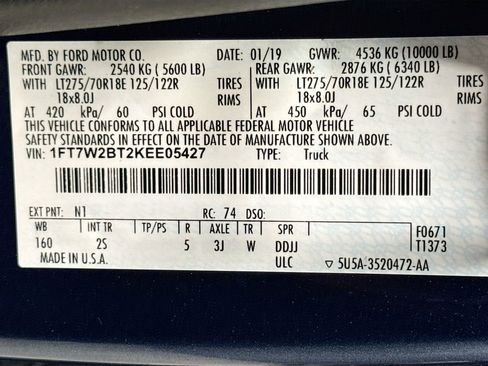 MFD. BY FORD MOTOR CO. DATE: 01/19 GVWR: 4536 KG (10000 LB)
FRONT GAWR: 2540 KG (5600 LB) REAR GAWR: 2876 KG (6340 LB)
WITH LT275/70R18E 125/122R TIRES WITH LT275/70R18E 125/122R TIRES
18x8.0J RIMS 18x8.0J RIMS
AT 420 kPa/ 60 PSI COLD AT 450 kPa/ 65 PSI COLD
THIS VEHICLE CONFORMS TO ALL APPLICABLE FEDERAL MOTOR VEHICLE
SAFETY STANDARDS IN EFFECT ON THE DATE OF MANUFACTURE SHOWN ABOVE.
VIN: 1FT7W2BT2KEE05427 TYPE: Truck
EXT PNT: N1 RC: 74 DSO:
WB INT TR TP/PS R AXLE TR SPR F0671
160 2S 5 3J W DDJJ T1373
MADE IN U.S.A. ULC ▽ 5U5A-3520472-AA